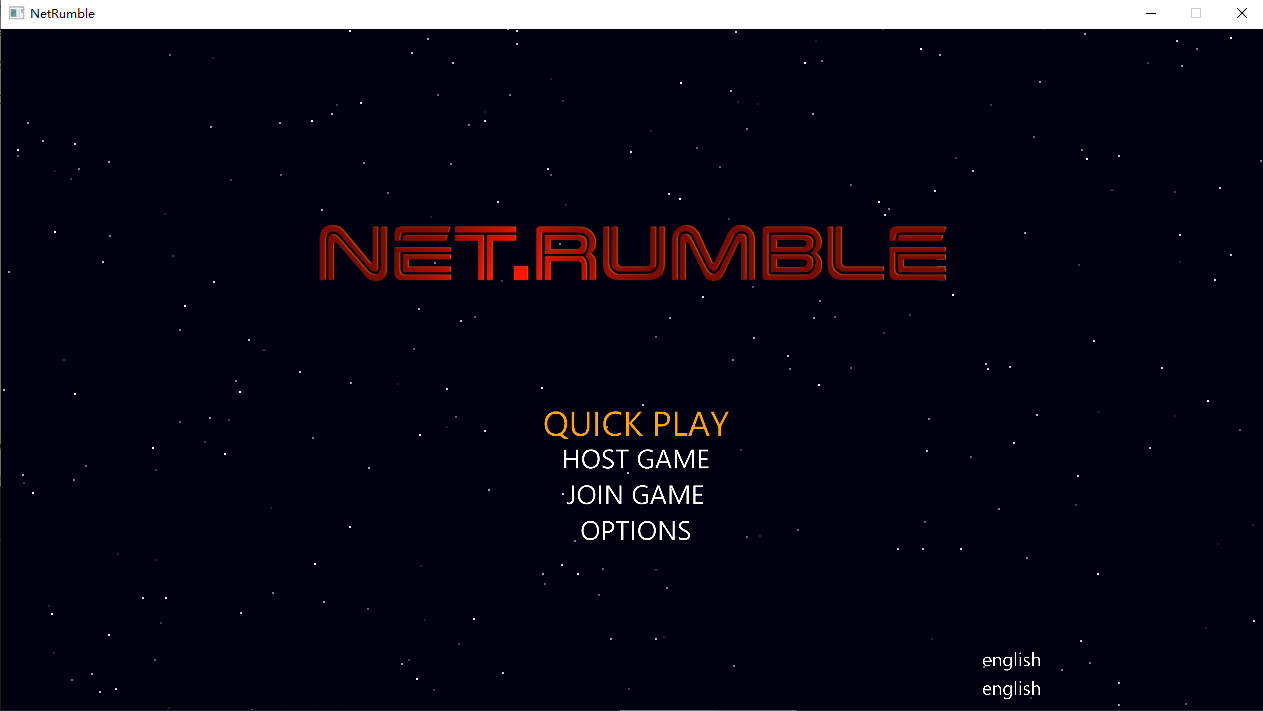 NetRumble
NET.RUMBLE
QUICK PLAY
HOST GAME
JOIN GAME
OPTIONS
english
english